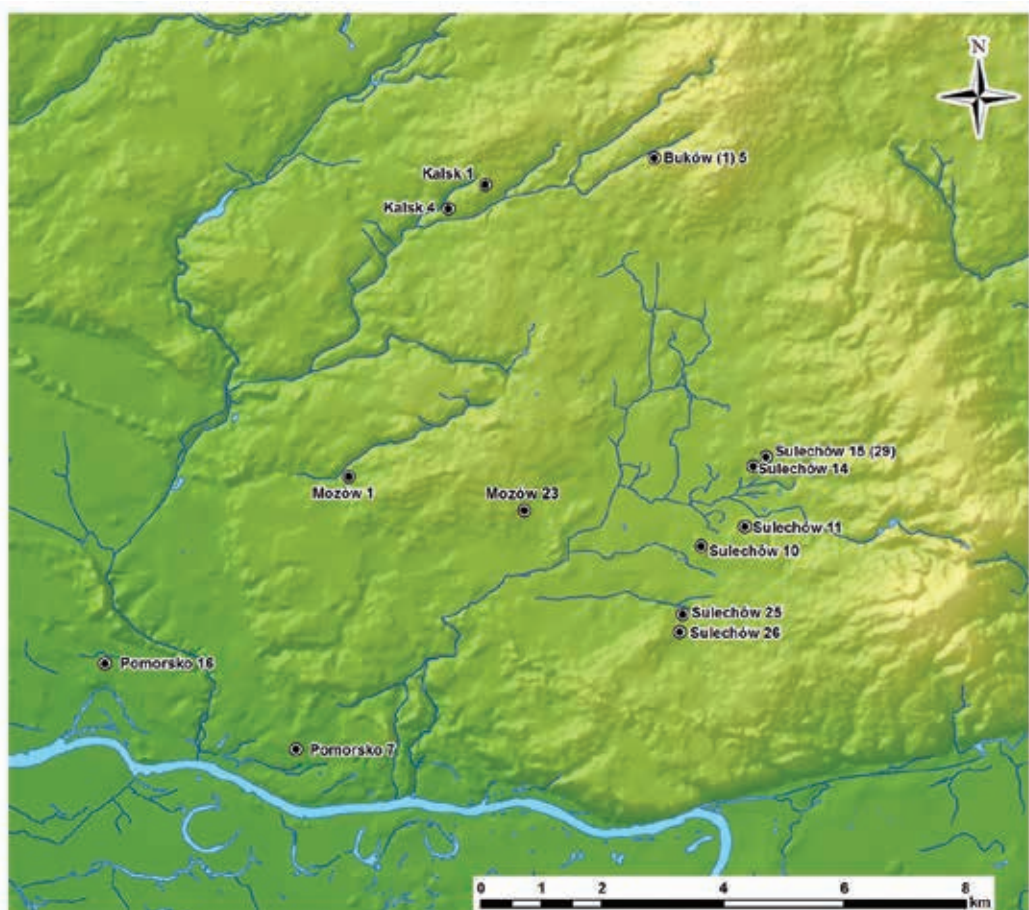 N
Buków (1) 5
Kalsk 1
Kalsk 4
Sulechów 15 (29)
Sulechów 14
Mozów 1
Mozów 23
Sulechów 11
Sulechów 10
Sulechów 25
Sulechów 26
Pomorsko 16
Pomorsko 7
0 1 2 4 6 8
km